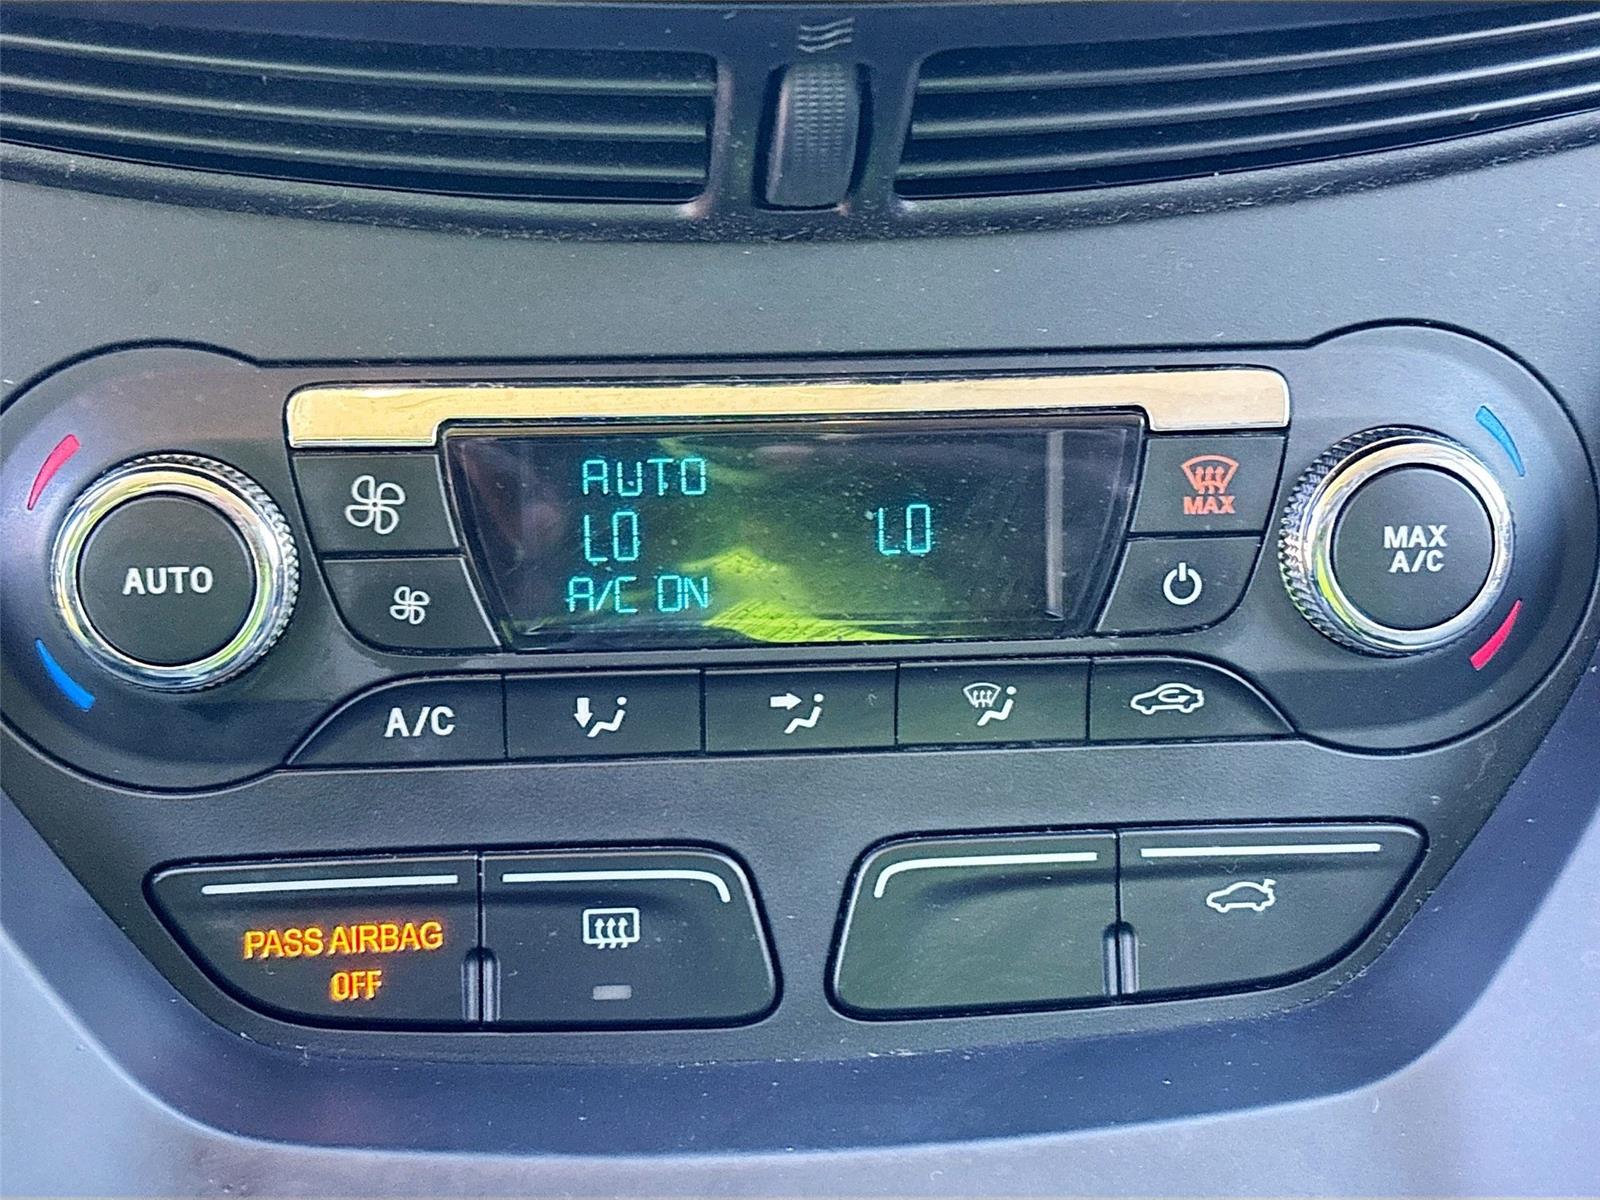 AUTO
LO LO
A/C ON
MAX
AUTO
MAX
A/C
A/C
PASS AIRBAG
OFF